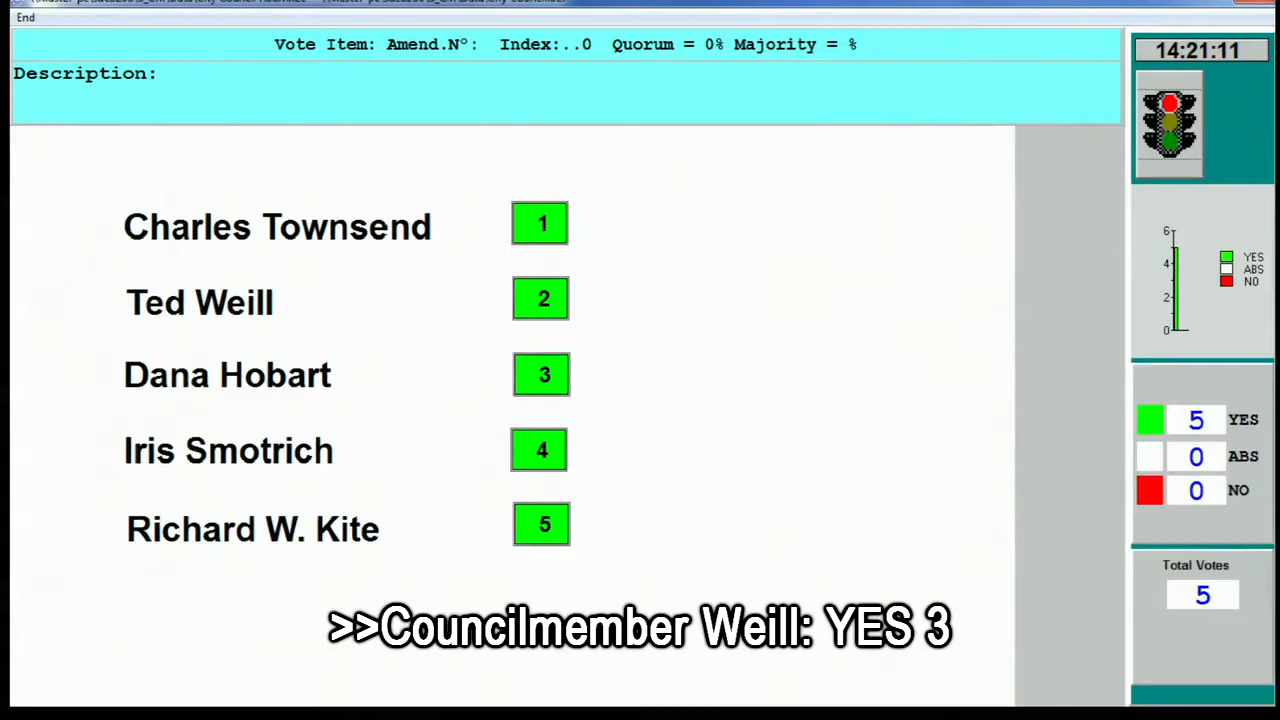 End
Vote Item: Amend.N°: Index:..0 Quorum = 0% Majority = %
Description:
14:21:11
Charles Townsend 1
Ted Weill 2
Dana Hobart 3
Iris Smotrich 4
Richard W. Kite 5
6
4
2
0
YES
ABS
NO
5 YES
0 ABS
0 NO
Total Votes
5
>>Councilmember Weill: YES 3